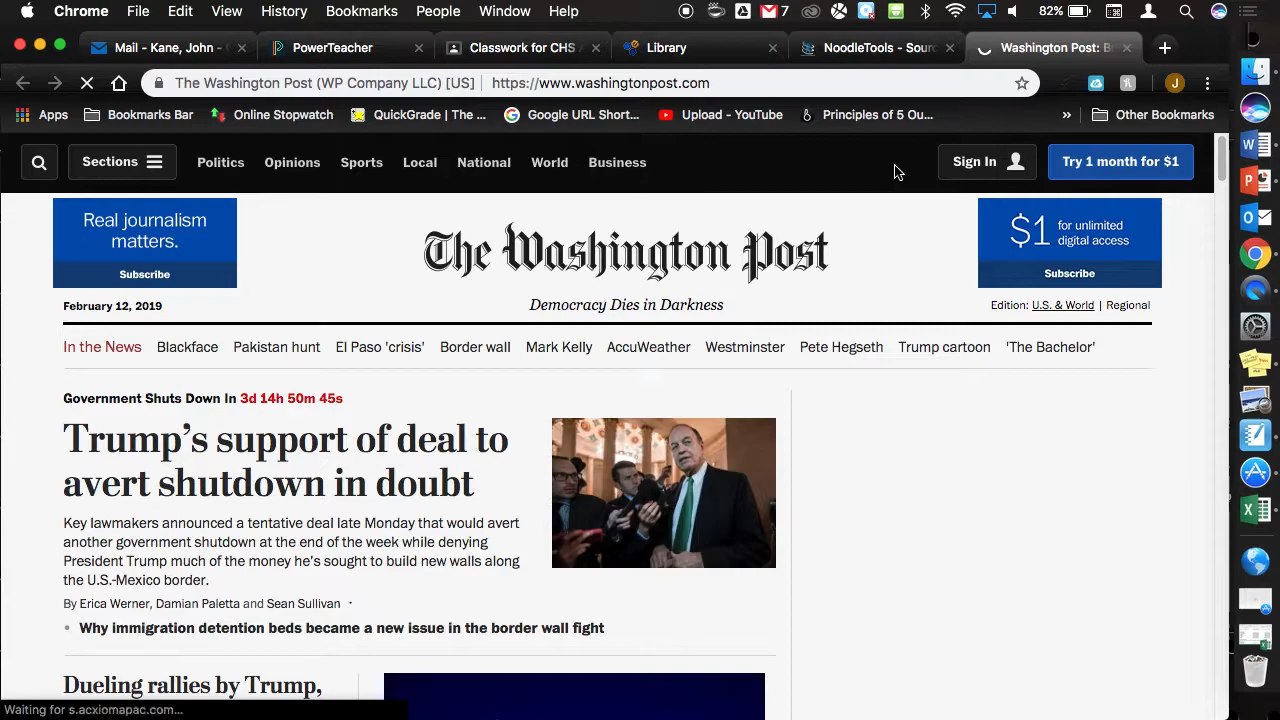 Chrome File Edit View History Bookmarks People Window Help 7 82%
Mail - Kane, John - PowerTeacher Classwork for CHS Library NoodleTools - Sour Washington Post: B
The Washington Post (WP Company LLC) [US] https://www.washingtonpost.com J
Apps Bookmarks Bar Online Stopwatch QuickGrade | The ... Google URL Short... Upload - YouTube Principles of 5 Ou... » Other Bookmarks
Sections Politics Opinions Sports Local National World Business Sign In Try 1 month for $1
Real journalism
matters.
Subscribe
The Washington Post
Democracy Dies in Darkness
$1 for unlimited
digital access
Subscribe
February 12, 2019
Edition: U.S. & World | Regional
In the News Blackface Pakistan hunt El Paso 'crisis' Border wall Mark Kelly AccuWeather Westminster Pete Hegseth Trump cartoon 'The Bachelor'
Government Shuts Down In 3d 14h 50m 45s
Trump's support of deal to
avert shutdown in doubt
Key lawmakers announced a tentative deal late Monday that would avert
another government shutdown at the end of the week while denying
President Trump much of the money he's sought to build new walls along
the U.S.-Mexico border.
By Erica Werner, Damian Paletta and Sean Sullivan •
• Why immigration detention beds became a new issue in the border wall fight
Dueling rallies by Trump,
Waiting for s.acxiomapac.com...